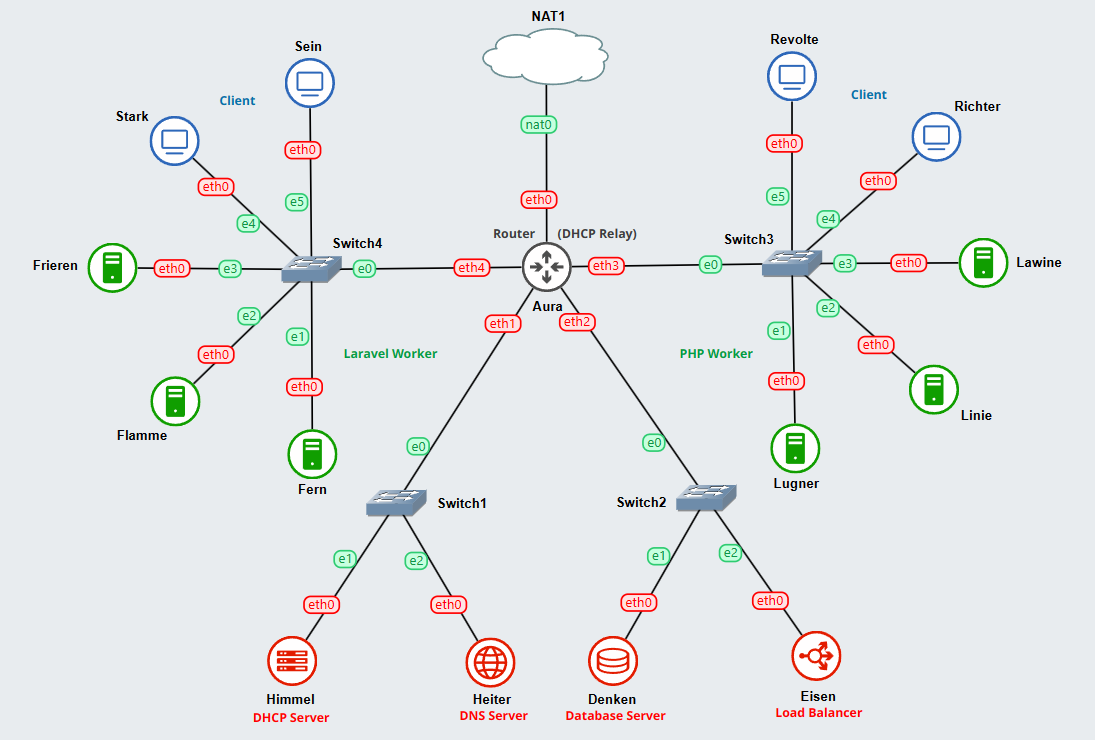 NAT1
Sein
Revolte
Client
Client
Stark
Richter
nat0
eth0
eth0
eth0
eth0
eth0
e5
e5
eth0
e4
e4
Router
(DHCP Relay)
Switch4
Switch3
Frieren
eth0
e3
e0
eth4
eth3
e0
e3
eth0
Lawine
Aura
e2
e2
eth1
eth2
e1
e1
eth0
eth0
Laravel Worker
PHP Worker
eth0
eth0
Flamme
Linie
Fern
Lugner
e0
e0
Switch1
Switch2
e1
e2
e1
e2
eth0
eth0
eth0
eth0
Himmel
DHCP Server
Heiter
DNS Server
Denken
Database Server
Eisen
Load Balancer